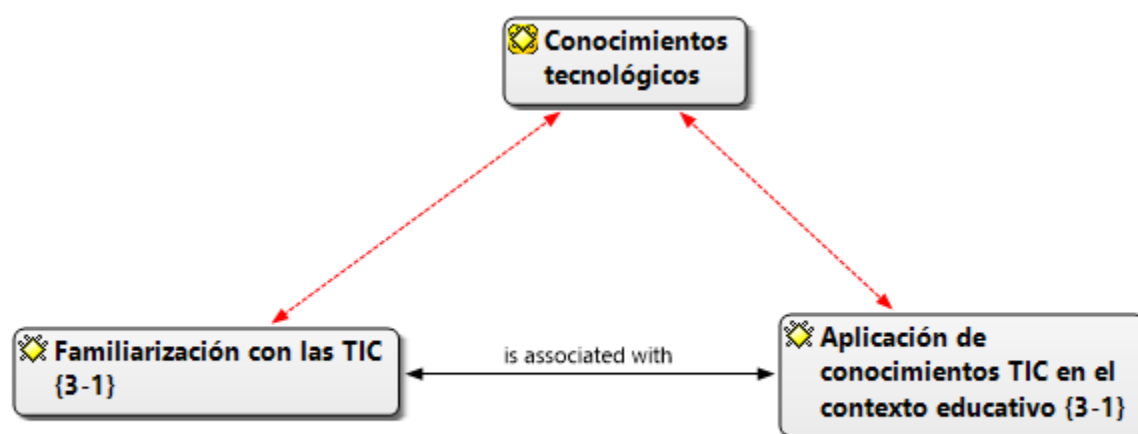 Conocimientos
tecnológicos
Familiarización con las TIC
{3-1}
is associated with
Aplicación de
conocimientos TIC en el
contexto educativo {3-1}